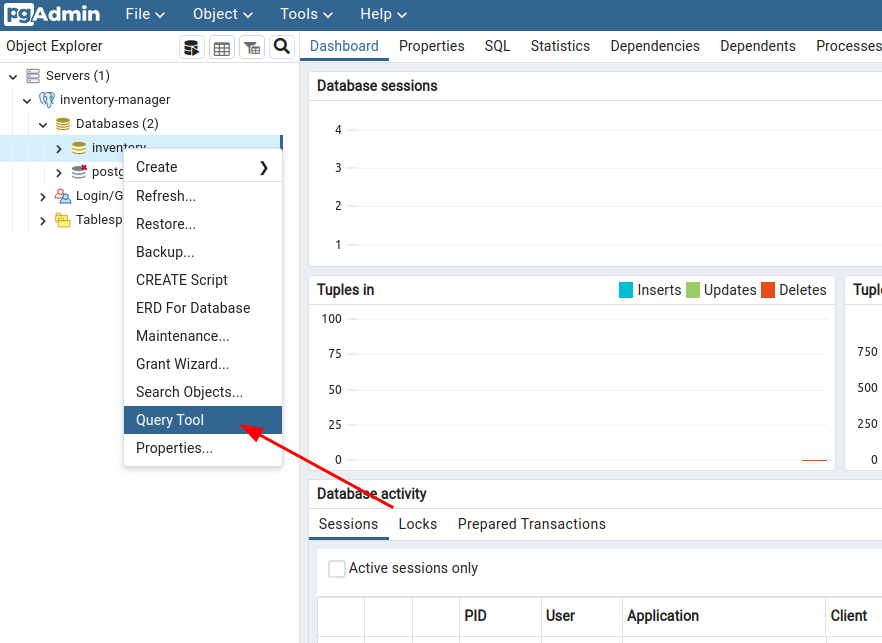 pgAdmin File Object Tools Help
Object Explorer
Dashboard Properties SQL Statistics Dependencies Dependents Processes
Servers (1)
inventory-manager
Databases (2)
inventory
postg
Login/G
Tablesp
Create
Refresh...
Restore...
Backup...
CREATE Script
ERD For Database
Maintenance...
Grant Wizard...
Search Objects...
Query Tool
Properties...
Database sessions
4
3
2
1
Tuples in
Inserts Updates Deletes
100
75
50
25
0
Tupl
750
500
250
0
Database activity
Sessions Locks Prepared Transactions
Active sessions only
PID User Application Client